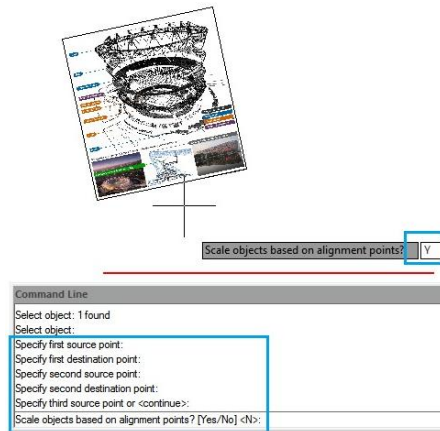 Scale objects based on alignment points?
Y
Command Line
Select object: 1 found
Select object:
Specify first source point:
Specify first destination point:
Specify second source point:
Specify second destination point:
Specify third source point or <continue>:
Scale objects based on alignment points? [Yes/No] <N>: